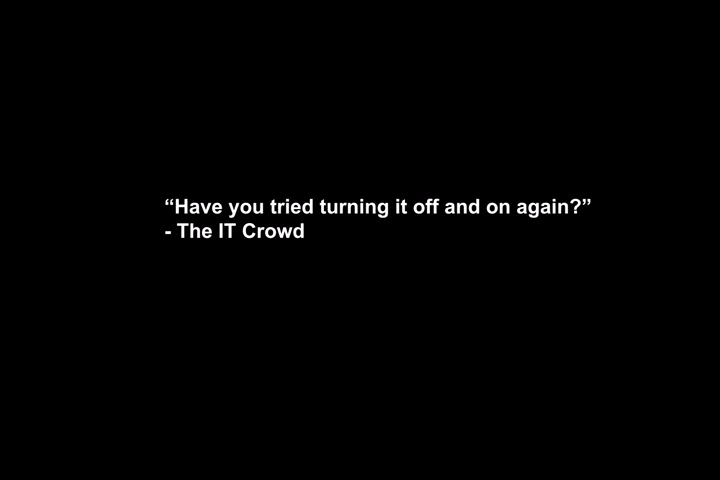 “Have you tried turning it off and on again?”
- The IT Crowd